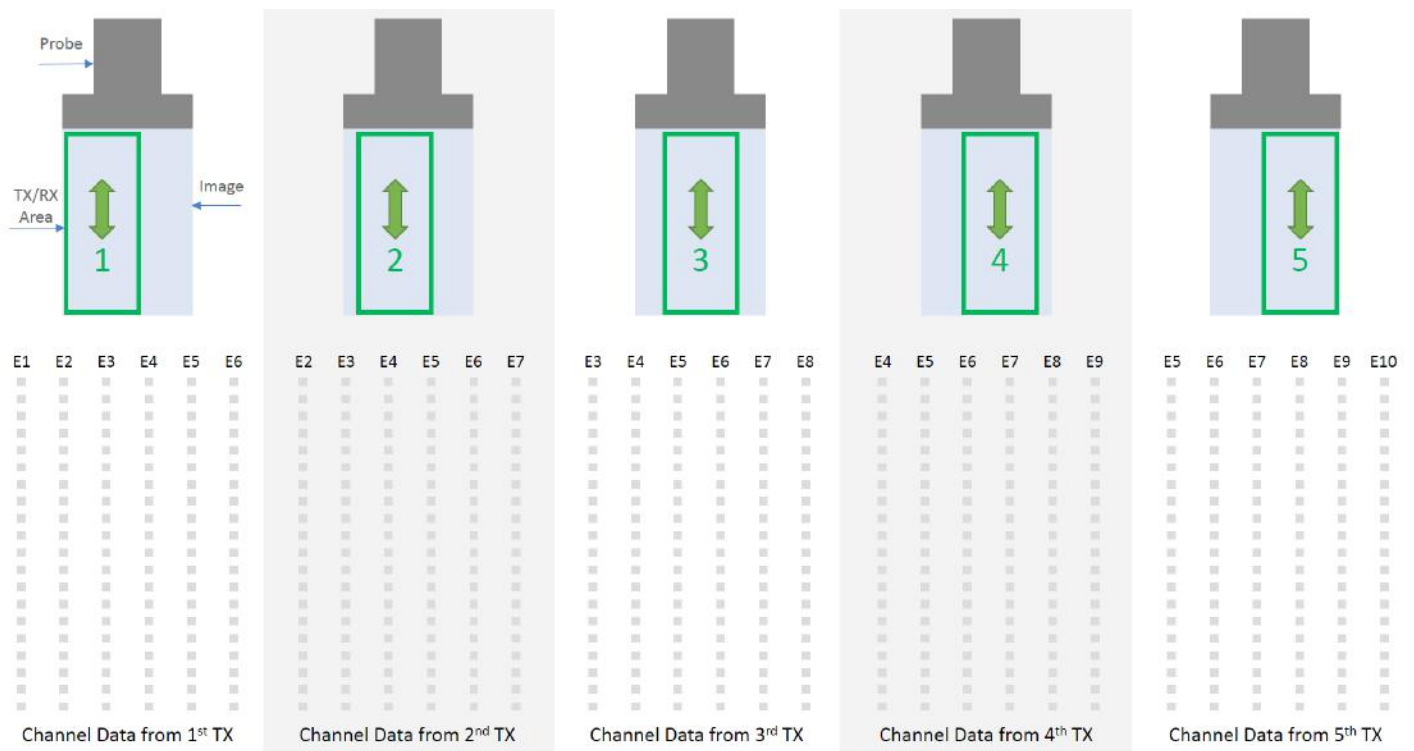 Probe
TX/RX
Area
Image
1
2
3
4
5
E1 E2 E3 E4 E5 E6
E2 E3 E4 E5 E6 E7
E3 E4 E5 E6 E7 E8
E4 E5 E6 E7 E8 E9
E5 E6 E7 E8 E9 E10
Channel Data from 1st TX
Channel Data from 2nd TX
Channel Data from 3rd TX
Channel Data from 4th TX
Channel Data from 5th TX